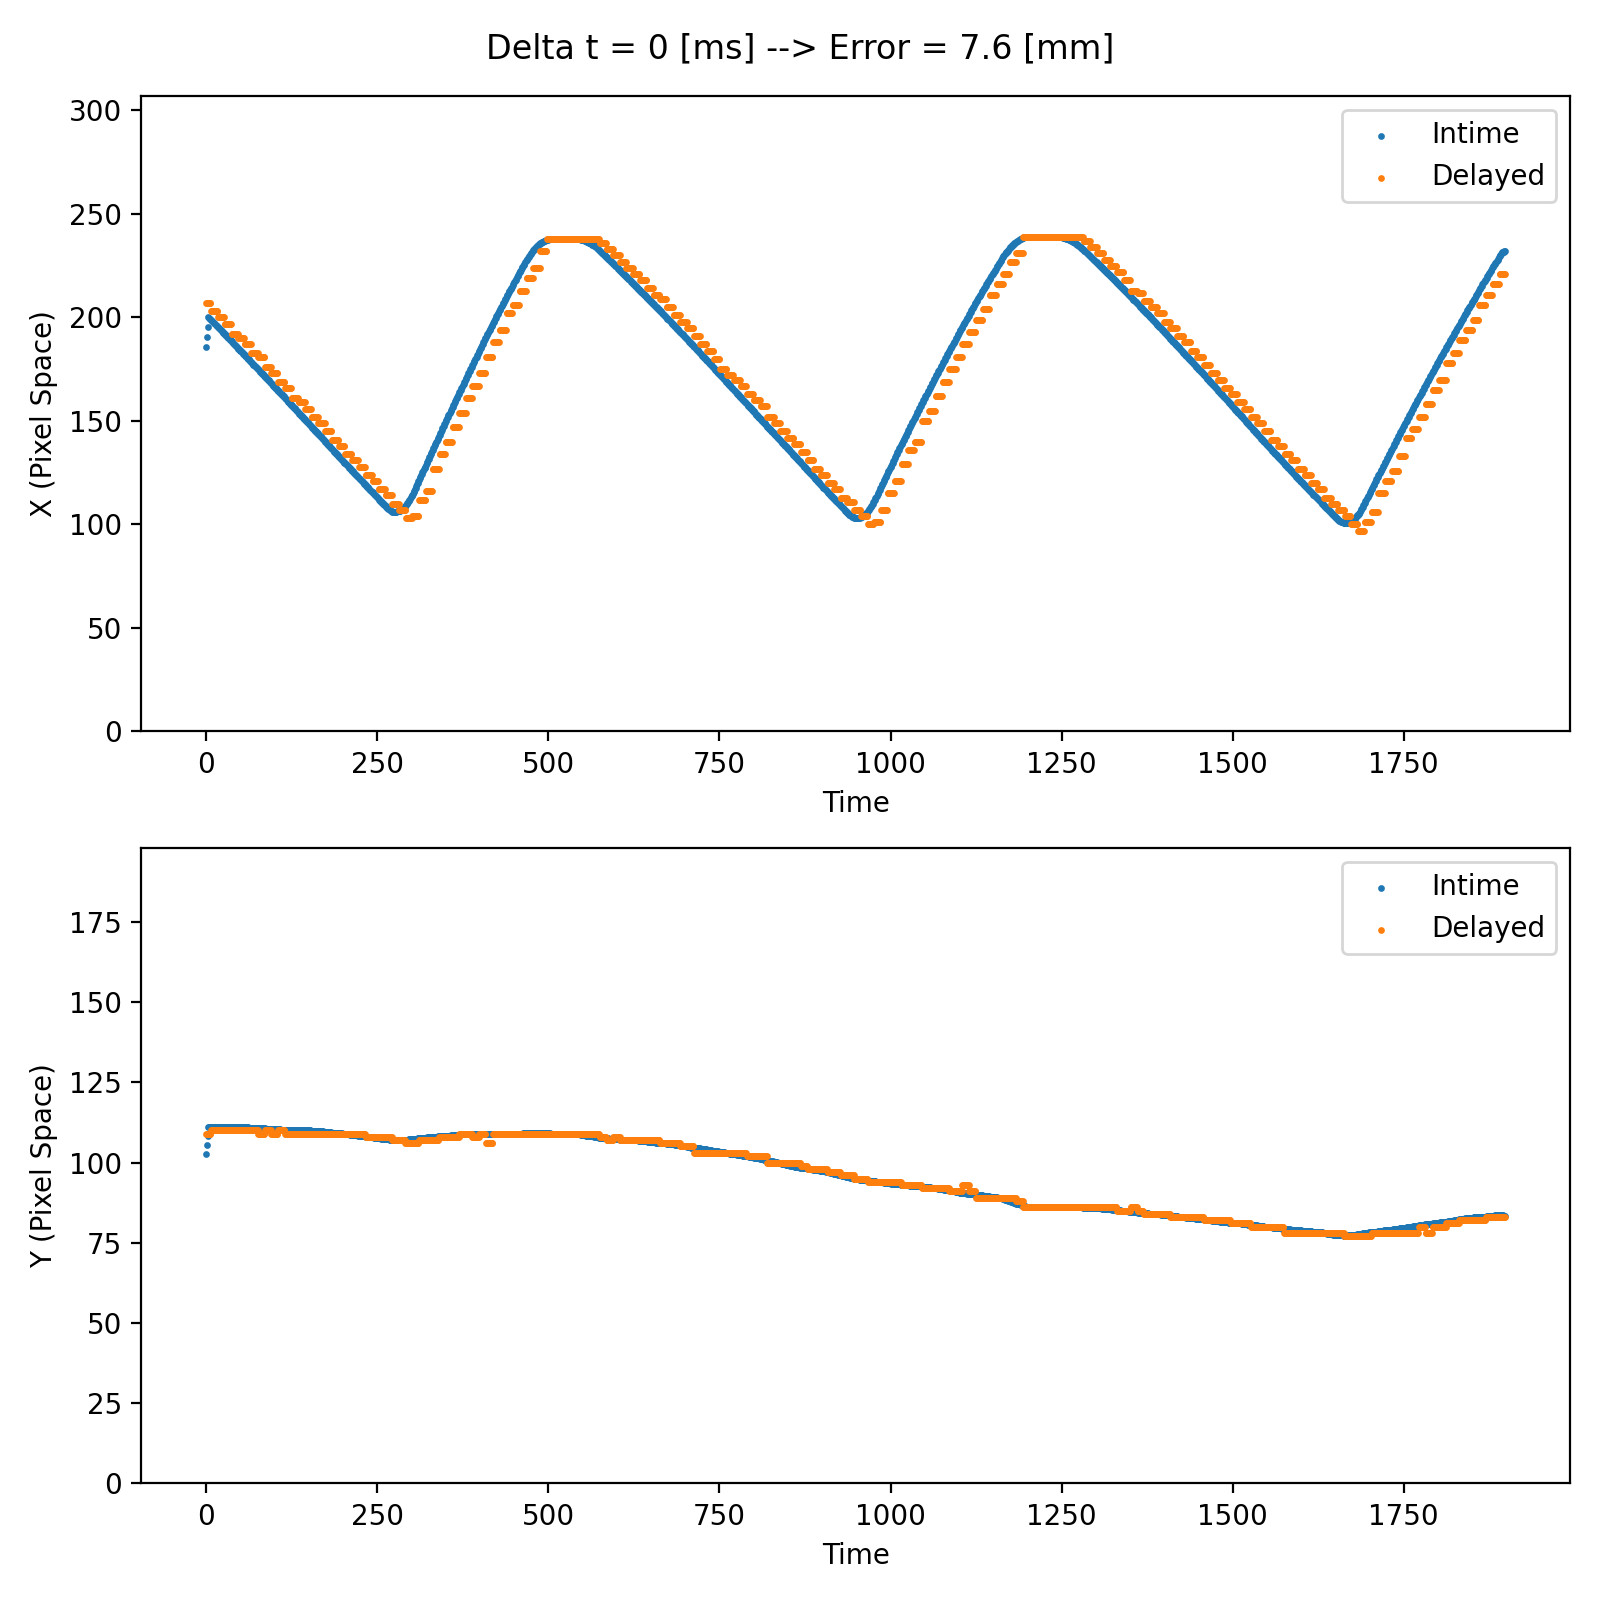 Delta t = 0 [ms] --> Error = 7.6 [mm]
300
250
200
150
100
50
0
X (Pixel Space)
Intime
Delayed
0 250 500 750 1000 1250 1500 1750
Time
175
150
125
100
75
50
25
0
Y (Pixel Space)
Intime
Delayed
0 250 500 750 1000 1250 1500 1750
Time